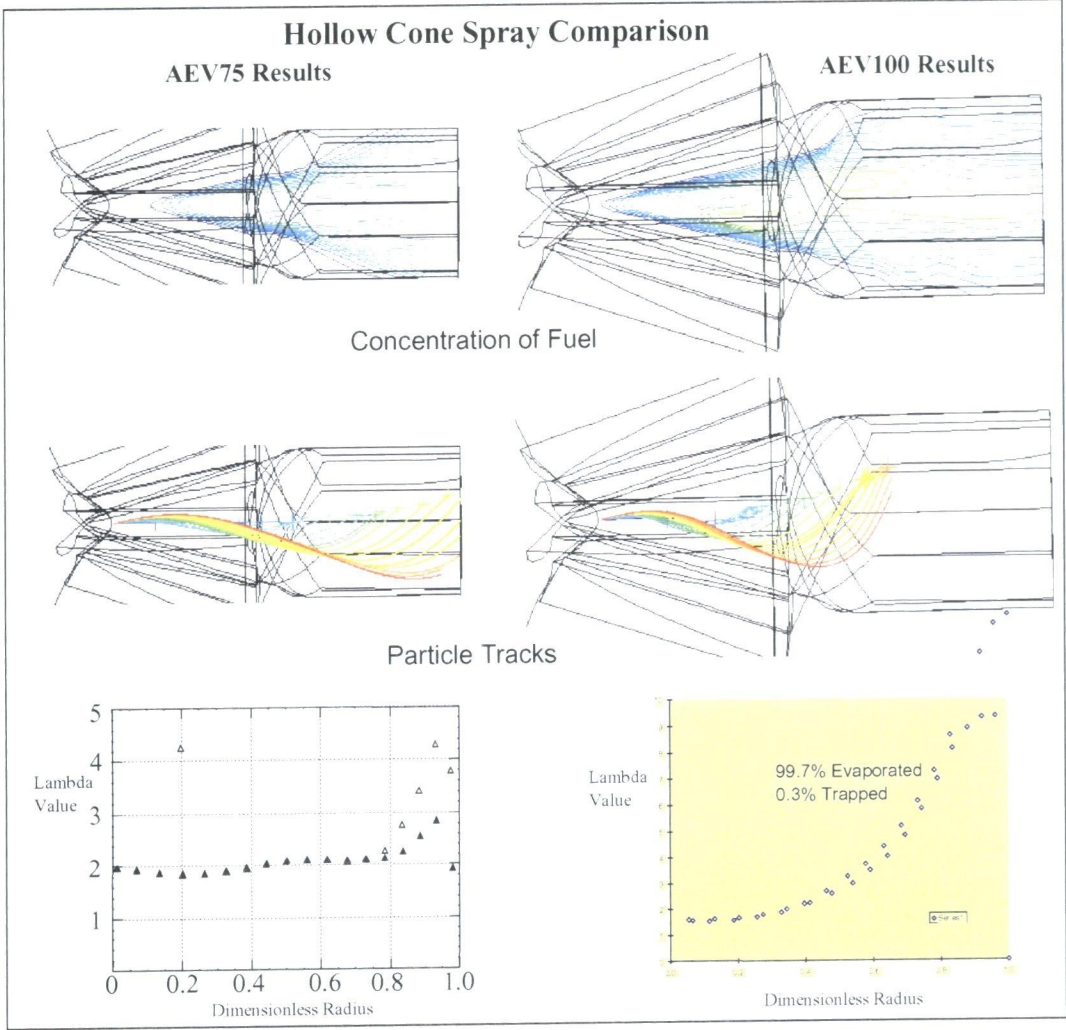 Hollow Cone Spray Comparison
AEV75 Results
AEV100 Results
Concentration of Fuel
Particle Tracks
5
4
3
2
1
0
0.2
0.4
0.6
0.8
1.0
Lambda
Value
Dimensionless Radius
Lambda
Value
99.7% Evaporated
0.3% Trapped
Dimensionless Radius